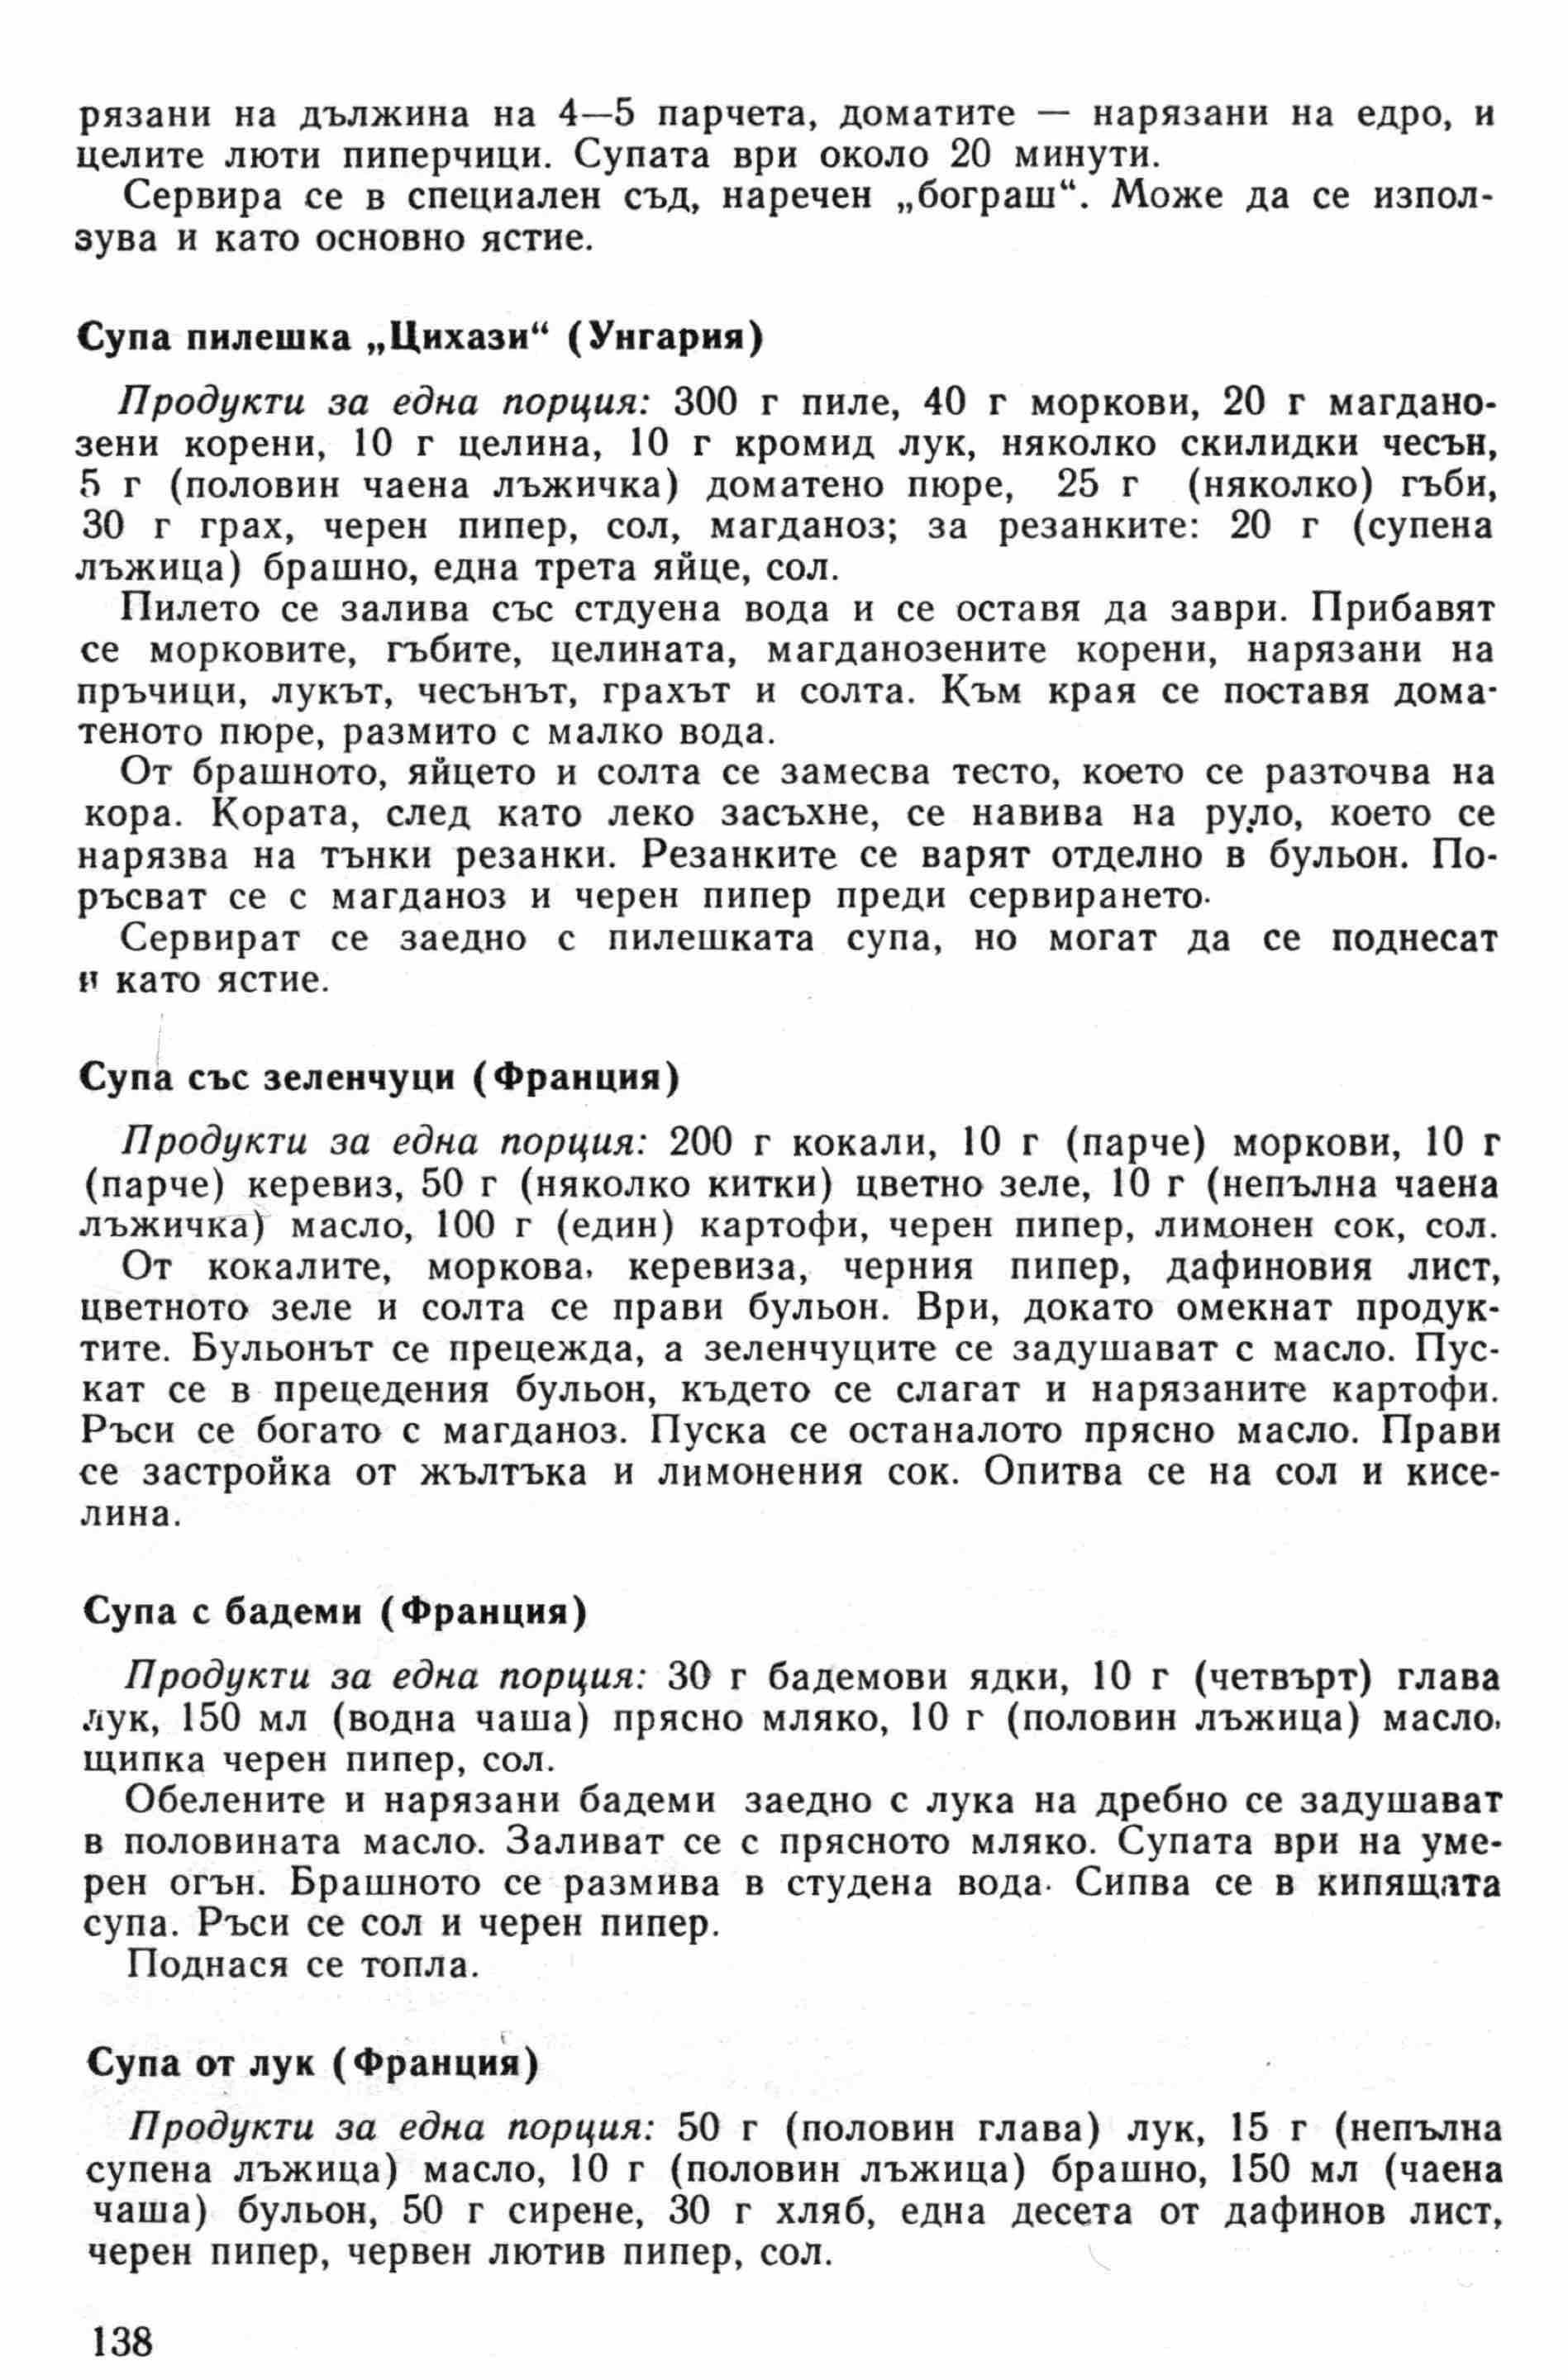 рязани на дължина на 4—5 парчета, доматите — нарязани на едро, и
целите люти пиперчици. Супата ври около 20 минути.
Сервира се в специален съд, наречен „бограш“. Може да се изпол-
зува и като основно ястие.
Супа пилешка „Цихази“ (Унгария)
Продукти за една порция: 300 г пиле, 40 г моркови, 20 г магдано-
зени корени, 10 г целина, 10 г кромид лук, няколко скилидки чесън,
5 г (половин чаена лъжичка) доматено пюре, 25 г (няколко) гъби,
30 г грах, черен пипер, сол, магданоз; за резанките: 20 г (супена
лъжица) брашно, една трета яйце, сол.
Пилето се залива със стдуена вода и се оставя да заври. Прибавят
се морковите, гъбите, целината, магданозените корени, нарязани на
пръчици, лукът, чесънът, грахът и солта. Към края се поставя дома-
теното пюре, размито с малко вода.
От брашното, яйцето и солта се замесва тесто, което се разточва на
кора. Кората, след като леко засъхне, се навива на руло, което се
нарязва на тънки резанки. Резанките се варят отделно в бульон. По-
ръсват се с магданоз и черен пипер преди сервирането.
Сервират се заедно с пилешката супа, но могат да се поднесат
и като ястие.
Супа със зеленчуци (Франция)
Продукти за една порция: 200 г кокали, 10 г (парче) моркови, 10 г
(парче) керевиз, 50 г (няколко китки) цветно зеле, 10 г (непълна чаена
лъжичка) масло, 100 г (един) картофи, черен пипер, лимонен сок, сол.
От кокалите, моркова, керевиза, черния пипер, дафиновия лист,
цветното зеле и солта се прави бульон. Ври, докато омекнат продук-
тите. Бульонът се прецежда, а зеленчуците се задушават с масло. Пус-
кат се в прецедения бульон, където се слагат и нарязаните картофи.
Ръси се богато с магданоз. Пуска се останалото прясно масло. Прави
се застройка от жълтъка и лимонения сок. Опитва се на сол и кисе-
лина.
Супа с бадеми (Франция)
Продукти за една порция: 30 г бадемови ядки, 10 г (четвърт) глава
лук, 150 мл (водна чаша) прясно мляко, 10 г (половин лъжица) масло,
щипка черен пипер, сол.
Обелените и нарязани бадеми заедно с лука на дребно се задушават
в половината масло. Заливат се с прясното мляко. Супата ври на уме-
рен огън. Брашното се размива в студена вода. Сипва се в кипящата
супа. Ръси се сол и черен пипер.
Поднася се топла.
Супа от лук (Франция)
Продукти за една порция: 50 г (половин глава) лук, 15 г (непълна
супена лъжица) масло, 10 г (половин лъжица) брашно, 150 мл (чаена
чаша) бульон, 50 г сирене, 30 г хляб, една десета от дафинов лист,
черен пипер, червен лютив пипер, сол.
138